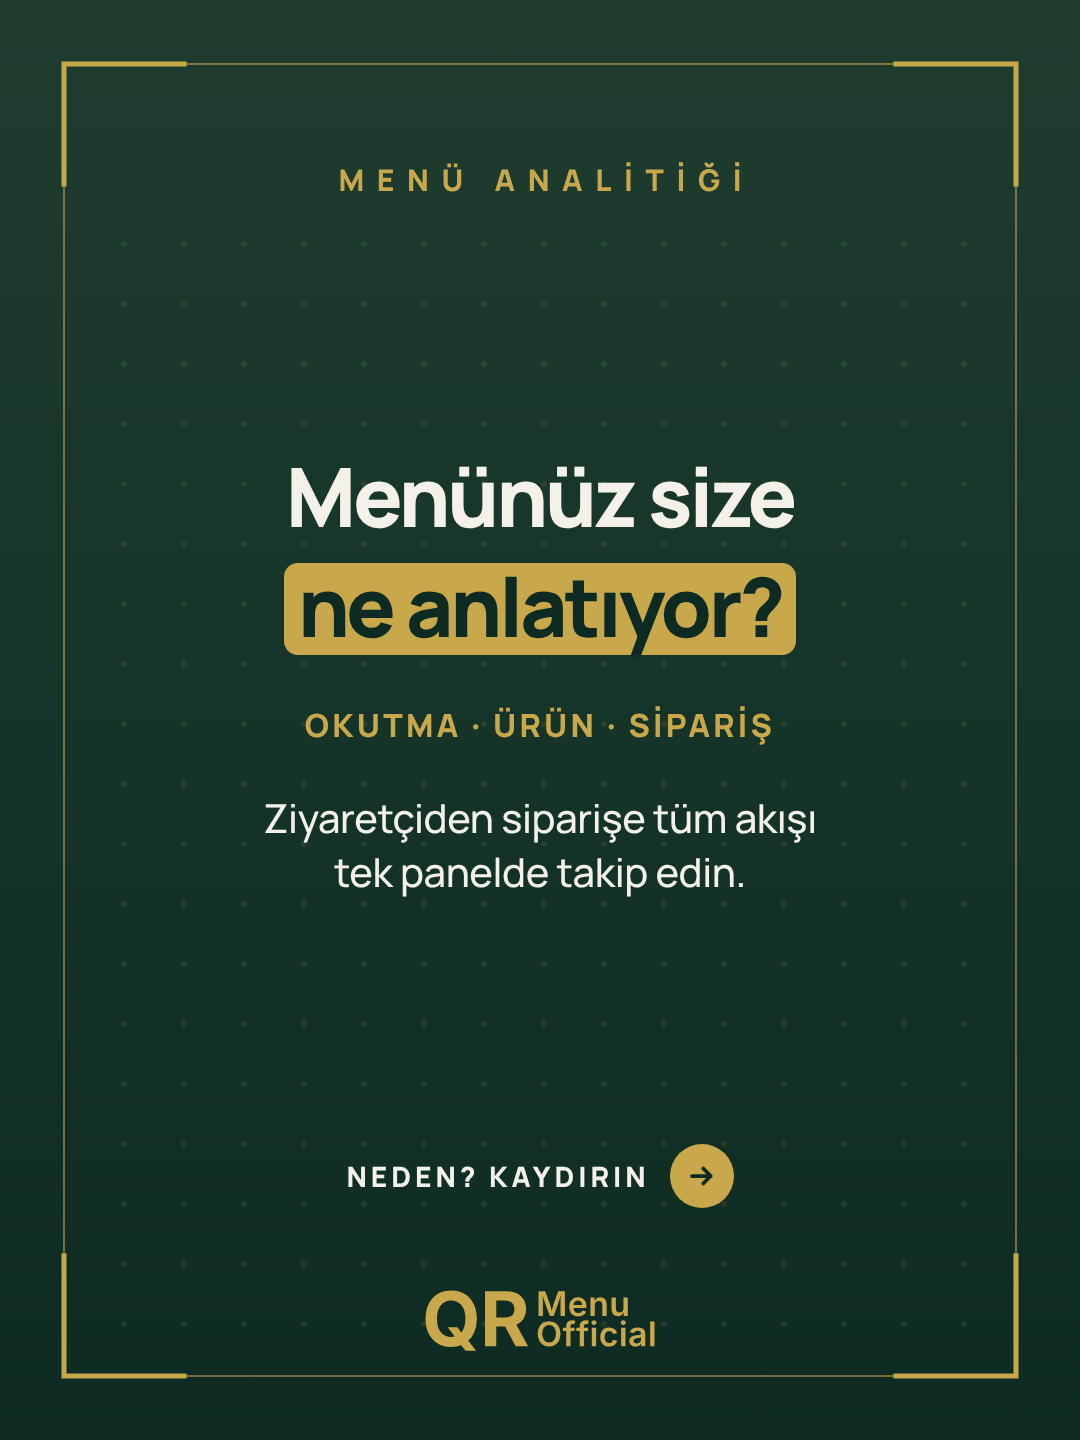 MENÜ ANALİTİĞİ
Menünüz size
ne anlatıyor?
OKUTMA · ÜRÜN · SİPARİŞ
Ziyaretçiden siparişe tüm akışı
tek panelde takip edin.
NEDEN? KAYDIRIN
QR Menu
Official